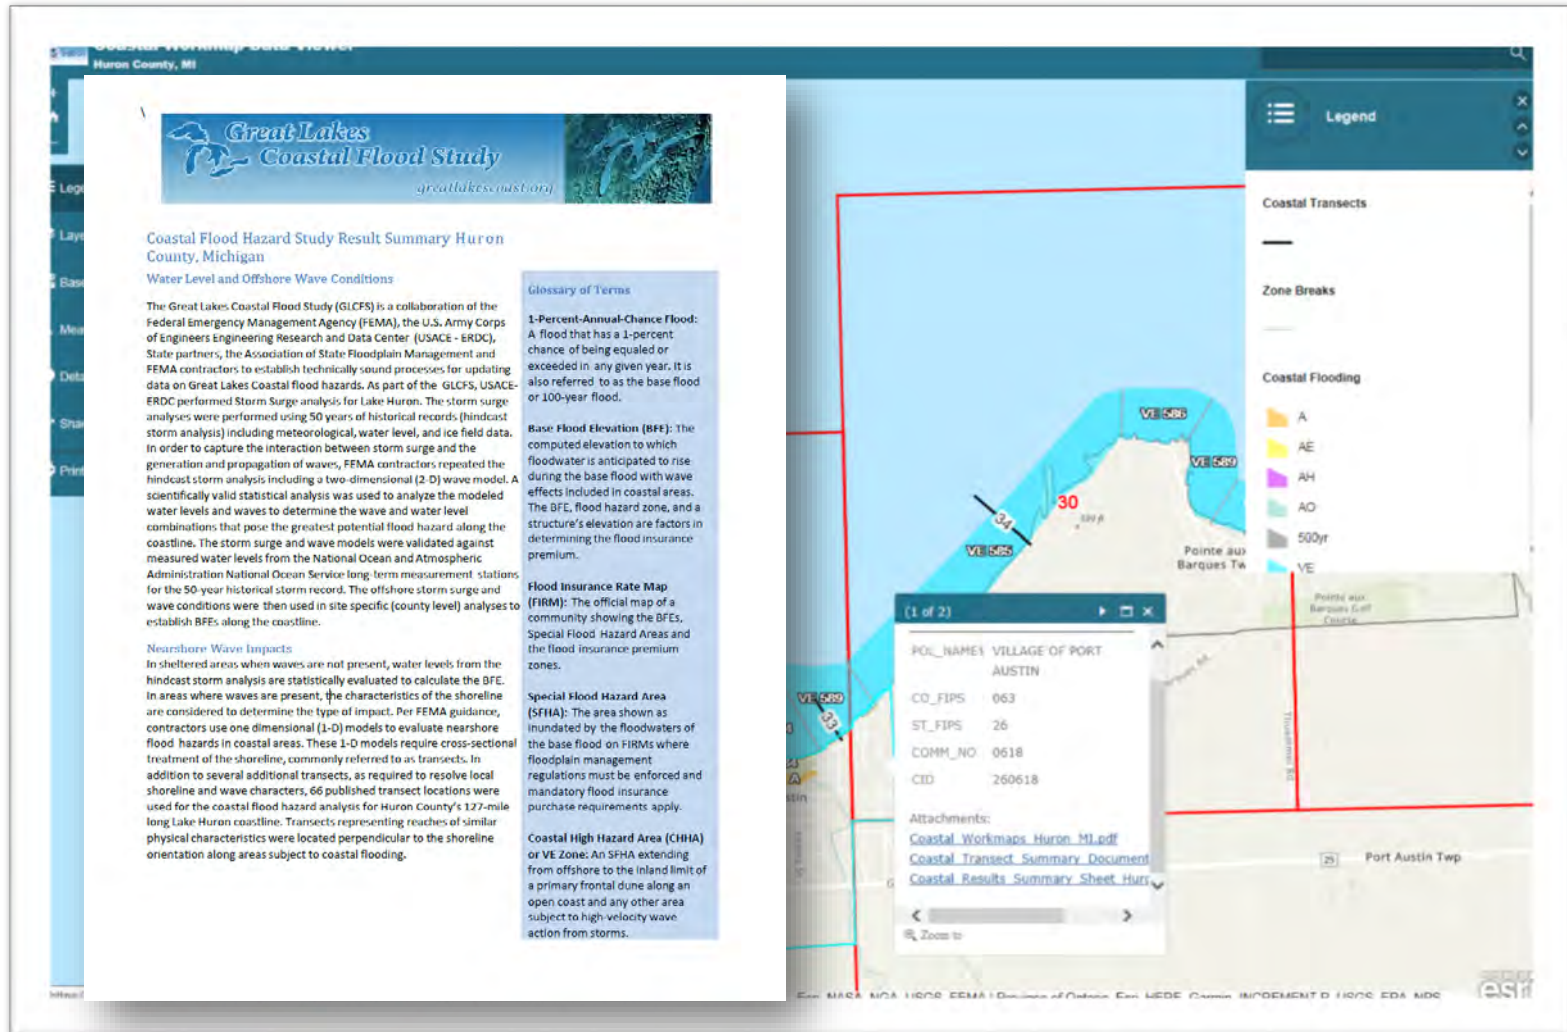 Coastal Workmap Data Viewer
Huron County, MI
Great Lakes
Coastal Flood Study
greatlakescoast.org
Coastal Flood Hazard Study Result Summary Huron
County, Michigan
Water Level and Offshore Wave Conditions
The Great Lakes Coastal Flood Study (GLCFS) is a collaboration of the
Federal Emergency Management Agency (FEMA), the U.S. Army Corps
of Engineers Engineering Research and Data Center (USACE - ERDC),
State partners, the Association of State Floodplain Management and
FEMA contractors to establish technically sound processes for updating
data on Great Lakes Coastal flood hazards. As part of the GLCFS, USACE-
ERDC performed Storm Surge analysis for Lake Huron. The storm surge
analyses were performed using 50 years of historical records (hindcast
storm analysis) including meteorological, water level, and ice field data.
In order to capture the interaction between storm surge and the
generation and propagation of waves, FEMA contractors repeated the
hindcast storm analysis including a two-dimensional (2-D) wave model. A
scientifically valid statistical analysis was used to analyze the modeled
water levels and waves to determine the wave and water level
combinations that pose the greatest potential flood hazard along the
coastline. The storm surge and wave models were validated against
measured water levels from the National Ocean and Atmospheric
Administration National Ocean Service long-term measurement stations
for the 50-year historical storm record. The offshore storm surge and
wave conditions were then used in site specific (county level) analyses to
establish BFEs along the coastline.
Nearshore Wave Impacts
In sheltered areas when waves are not present, water levels from the
hindcast storm analysis are statistically evaluated to calculate the BFE.
In areas where waves are present, the characteristics of the shoreline
are considered to determine the type of impact. Per FEMA guidance,
contractors use one dimensional (1-D) models to evaluate nearshore
flood hazards in coastal areas. These 1-D models require cross-sectional
treatment of the shoreline, commonly referred to as transects. In
addition to several additional transects, as required to resolve local
shoreline and wave characters, 66 published transect locations were
used for the coastal flood hazard analysis for Huron County's 127-mile
long Lake Huron coastline. Transects representing reaches of similar
physical characteristics were located perpendicular to the shoreline
orientation along areas subject to coastal flooding.
Glossary of Terms
1-Percent-Annual-Chance Flood:
A flood that has a 1-percent
chance of being equaled or
exceeded in any given year. It is
also referred to as the base flood
or 100-year flood.
Base Flood Elevation (BFE): The
computed elevation to which
floodwater is anticipated to rise
during the base flood with wave
effects included in coastal areas.
The BFE, flood hazard zone, and a
structure's elevation are factors in
determining the flood insurance
premium.
Flood Insurance Rate Map
(FIRM): The official map of a
community showing the BFEs,
Special Flood Hazard Areas and
the flood insurance premium
zones.
Special Flood Hazard Area
(SFHA): The area shown as
inundated by the floodwaters of
the base flood on FIRMs where
floodplain management
regulations must be enforced and
mandatory flood insurance
purchase requirements apply.
Coastal High Hazard Area (CHHA)
or VE Zone: An SFHA extending
from offshore to the inland limit of
a primary frontal dune along an
open coast and any other area
subject to high-velocity wave
action from storms.
Legend
Coastal Transects
Zone Breaks
Coastal Flooding
A
AE
AH
AO
500yr
VE
VE 586
VE 589
30
34
VE 585
Pointe aux
Barques Tw
VE 589
33
Pointe aux
Barques Golf
Course
25
Port Austin Twp
(1 of 2)
POL_NAME1 VILLAGE OF PORT
AUSTIN
CO_FIPS 063
ST_FIPS 26
COMM_NO 0618
CID 260618
Attachments:
Coastal_Workmaps_Huron_MI.pdf
Coastal_Transect_Summary_Document
Coastal_Results_Summary_Sheet_Huro
Zoom to
Esri, NASA, NGA, USGS, FEMA | Province of Ontario, Esri, HERE, Garmin, INCREMENT P, USGS, EPA, NPS
esri